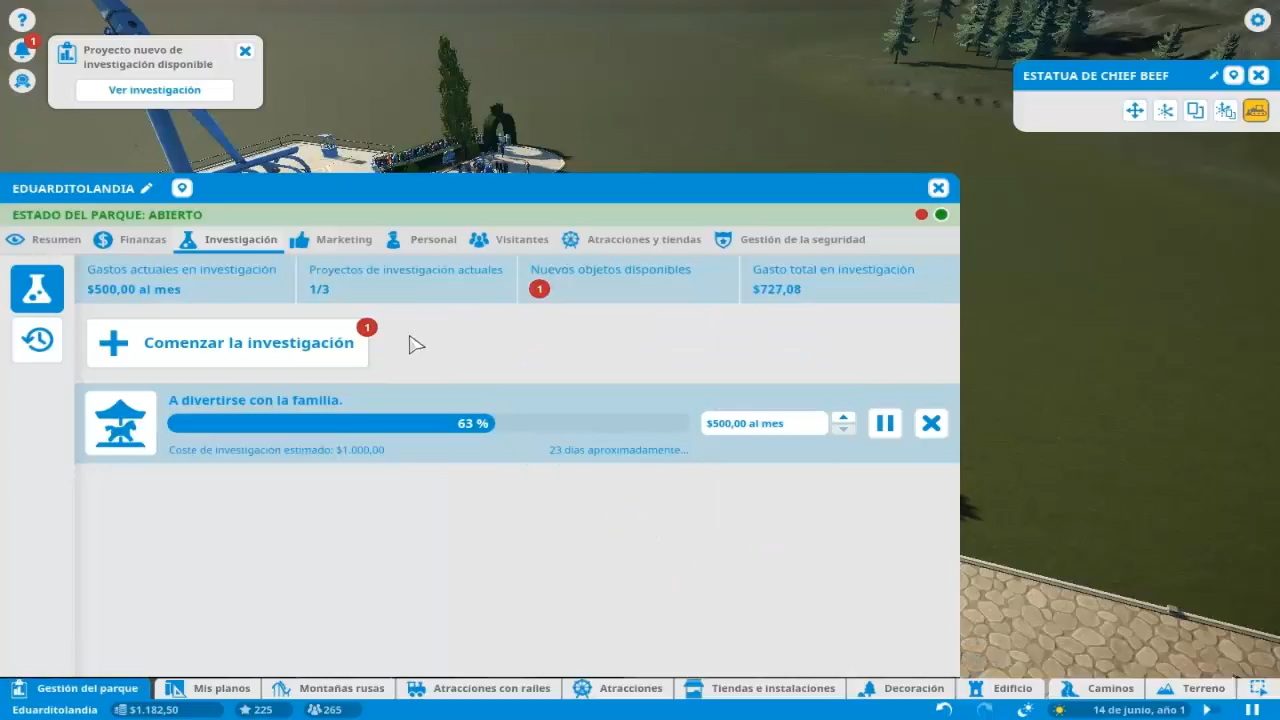 ?
1
Proyecto nuevo de
investigación disponible
Ver investigación
ESTATUA DE CHIEF BEEF
EDUARDITOLANDIA
ESTADO DEL PARQUE: ABIERTO
Resumen
Finanzas
Investigación
Marketing
Personal
Visitantes
Atracciones y tiendas
Gestión de la seguridad
Gastos actuales en investigación
$500,00 al mes
Proyectos de investigación actuales
1/3
Nuevos objetos disponibles
1
Gasto total en investigación
$727,08
Comenzar la investigación
1
A divertirse con la familia.
63 %
$500,00 al mes
Coste de investigación estimado: $1.000,00
23 días aproximadamente...
Gestión del parque
Mis planos
Montañas rusas
Atracciones con raíles
Atracciones
Tiendas e instalaciones
Decoración
Edificio
Caminos
Terreno
Eduarditolandia
$1.182,50
225
265
14 de junio, año 1